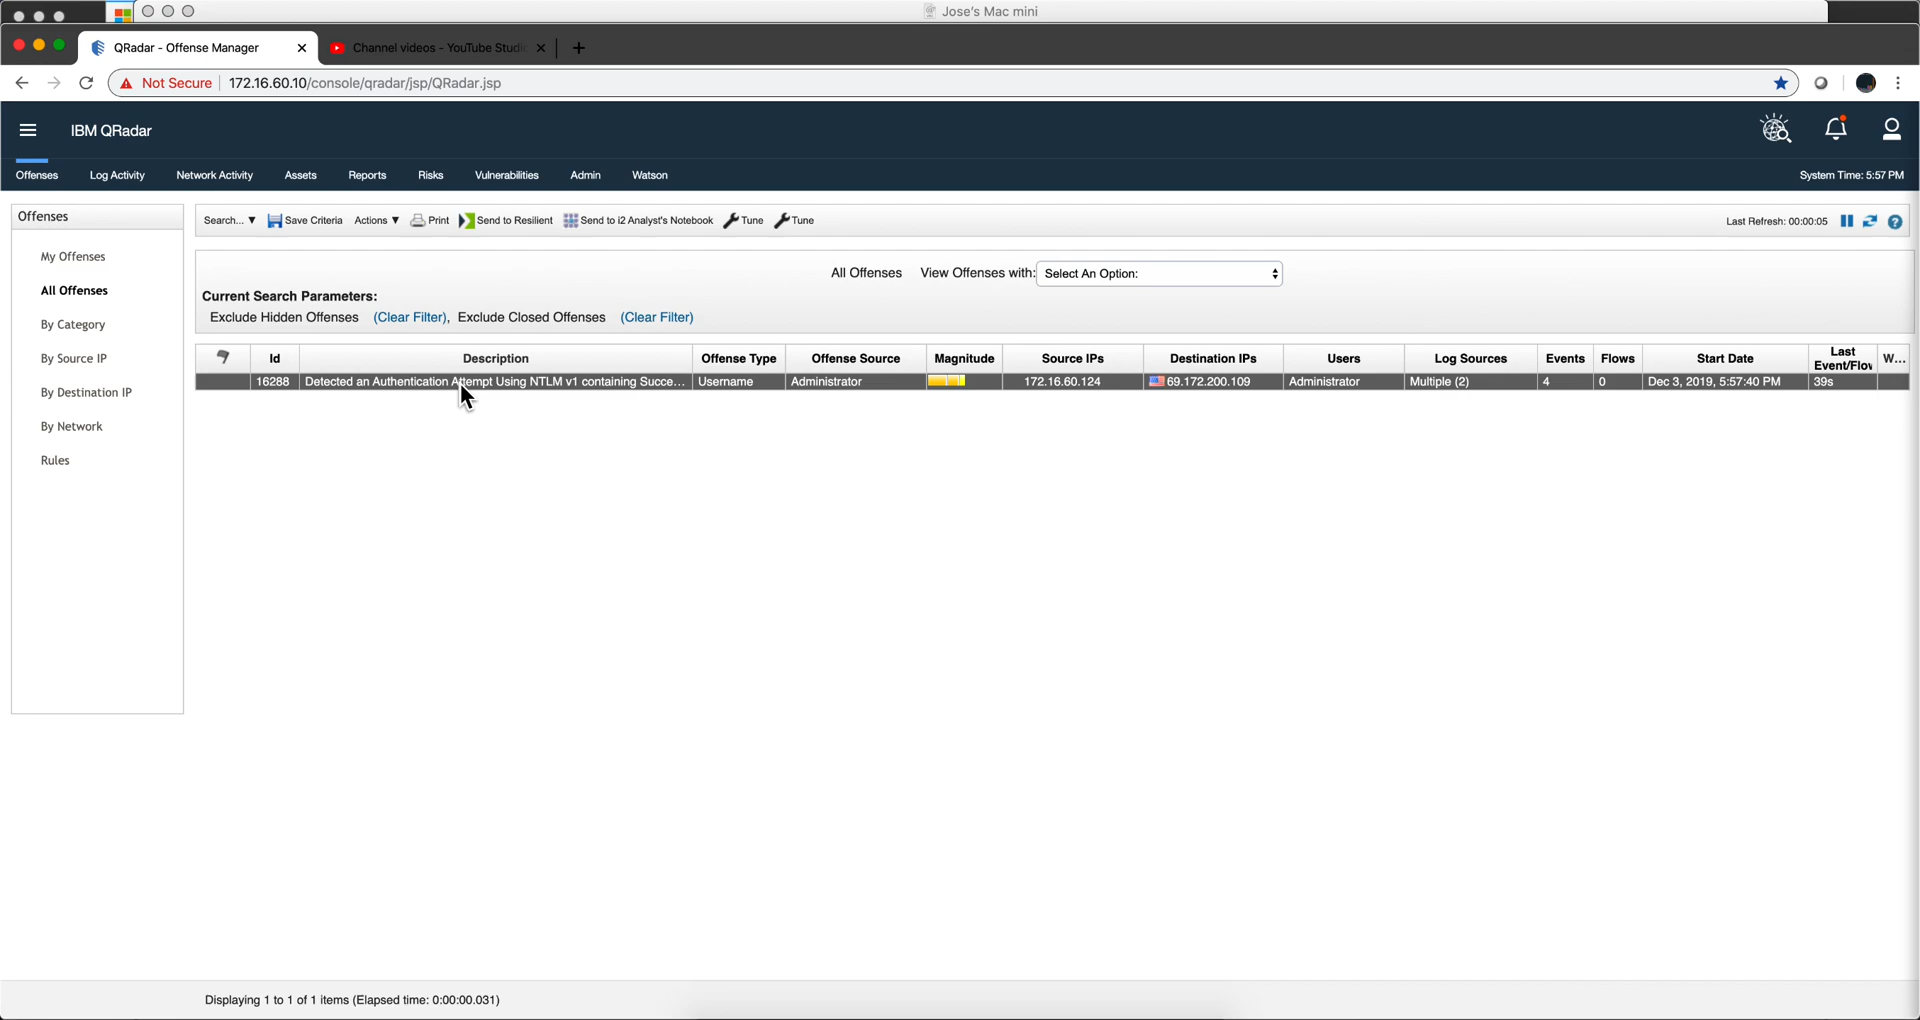 Jose's Mac mini
QRadar - Offense Manager
Channel videos - YouTube Studi
Not Secure 172.16.60.10/console/qradar/jsp/QRadar.jsp
IBM QRadar
Offenses Log Activity Network Activity Assets Reports Risks Vulnerabilities Admin Watson System Time: 5:57 PM
Offenses
My Offenses
All Offenses
By Category
By Source IP
By Destination IP
By Network
Rules
Search... Save Criteria Actions Print Send to Resilient Send to i2 Analyst's Notebook Tune Tune Last Refresh: 00:00:05
All Offenses View Offenses with: Select An Option:
Current Search Parameters:
Exclude Hidden Offenses (Clear Filter), Exclude Closed Offenses (Clear Filter)
Id Description Offense Type Offense Source Magnitude Source IPs Destination IPs Users Log Sources Events Flows Start Date Last Event/Flow W...
16288 Detected an Authentication Attempt Using NTLM v1 containing Succe... Username Administrator 172.16.60.124 69.172.200.109 Administrator Multiple (2) 4 0 Dec 3, 2019, 5:57:40 PM 39s
Displaying 1 to 1 of 1 items (Elapsed time: 0:00:00.031)